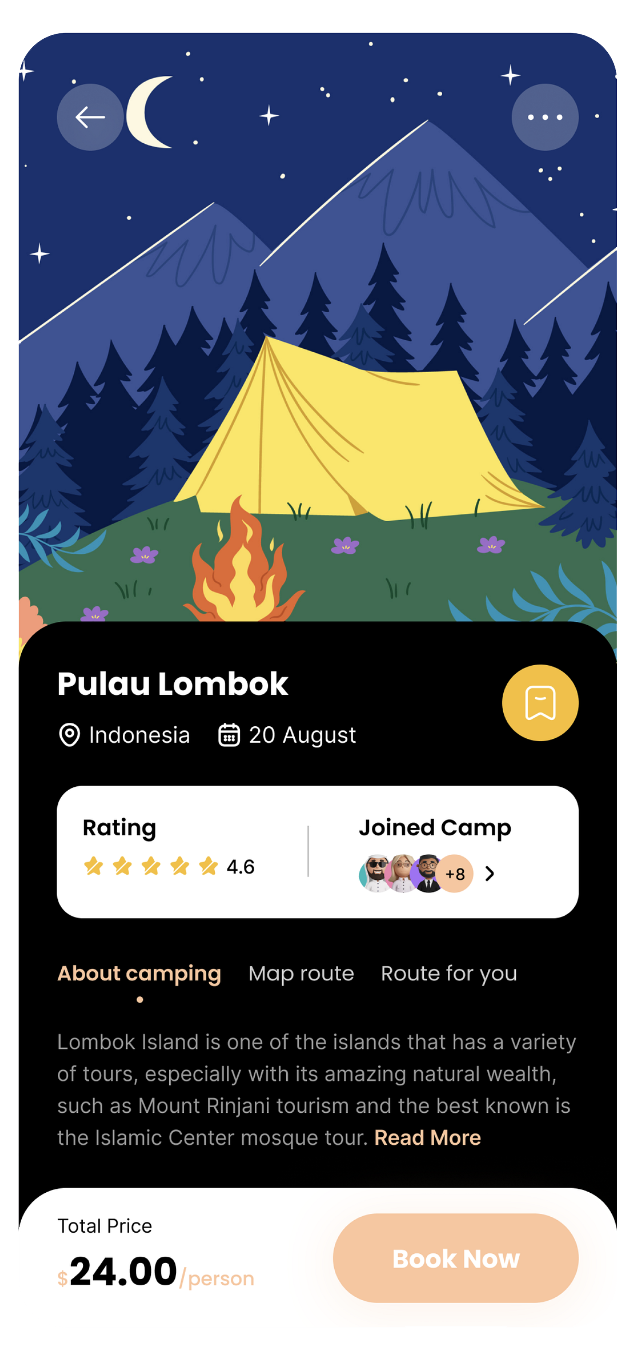 Pulau Lombok
Indonesia 20 August
Rating Joined Camp
4.6 +8
About camping Map route Route for you
Lombok Island is one of the islands that has a variety
of tours, especially with its amazing natural wealth,
such as Mount Rinjani tourism and the best known is
the Islamic Center mosque tour. Read More
Total Price
$24.00/person
Book Now